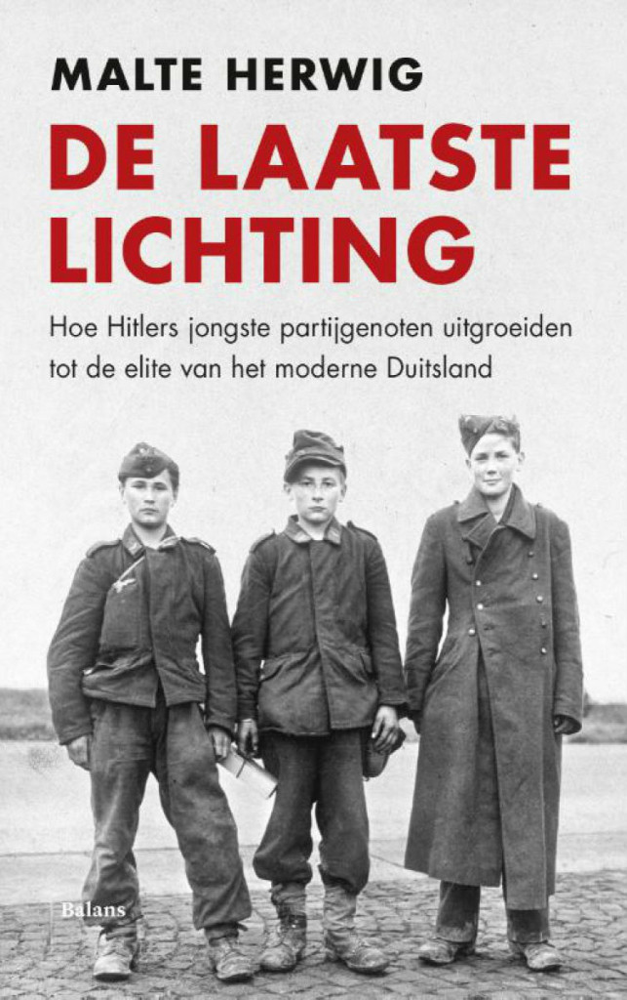 MALTE HERWIG
DE LAATSTE
LICHTING
Hoe Hitlers jongste partijgenoten uitgroeiden
tot de elite van het moderne Duitsland
Balans